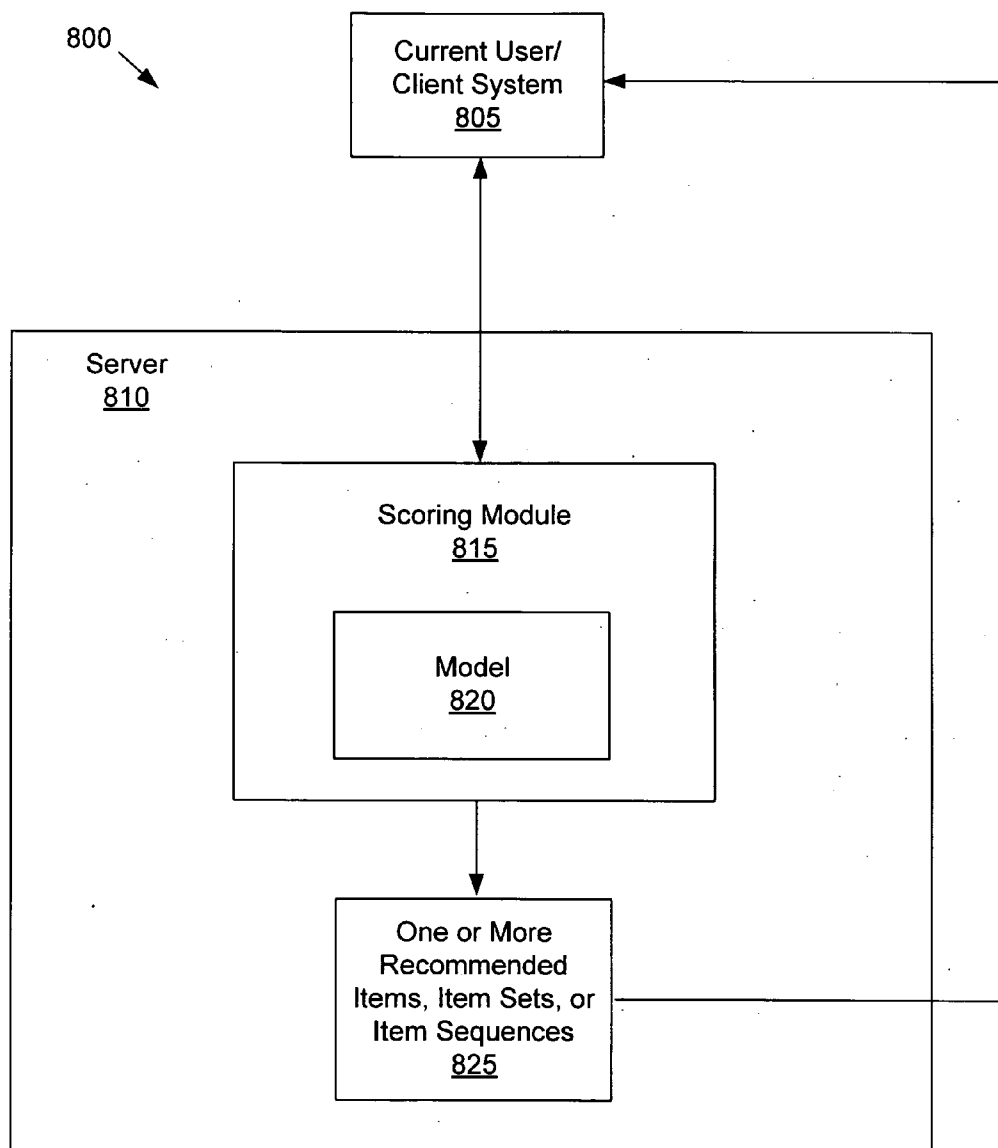 800
Current User/
Client System
805
Server
810
Scoring Module
815
Model
820
One or More
Recommended
Items, Item Sets, or
Item Sequences
825